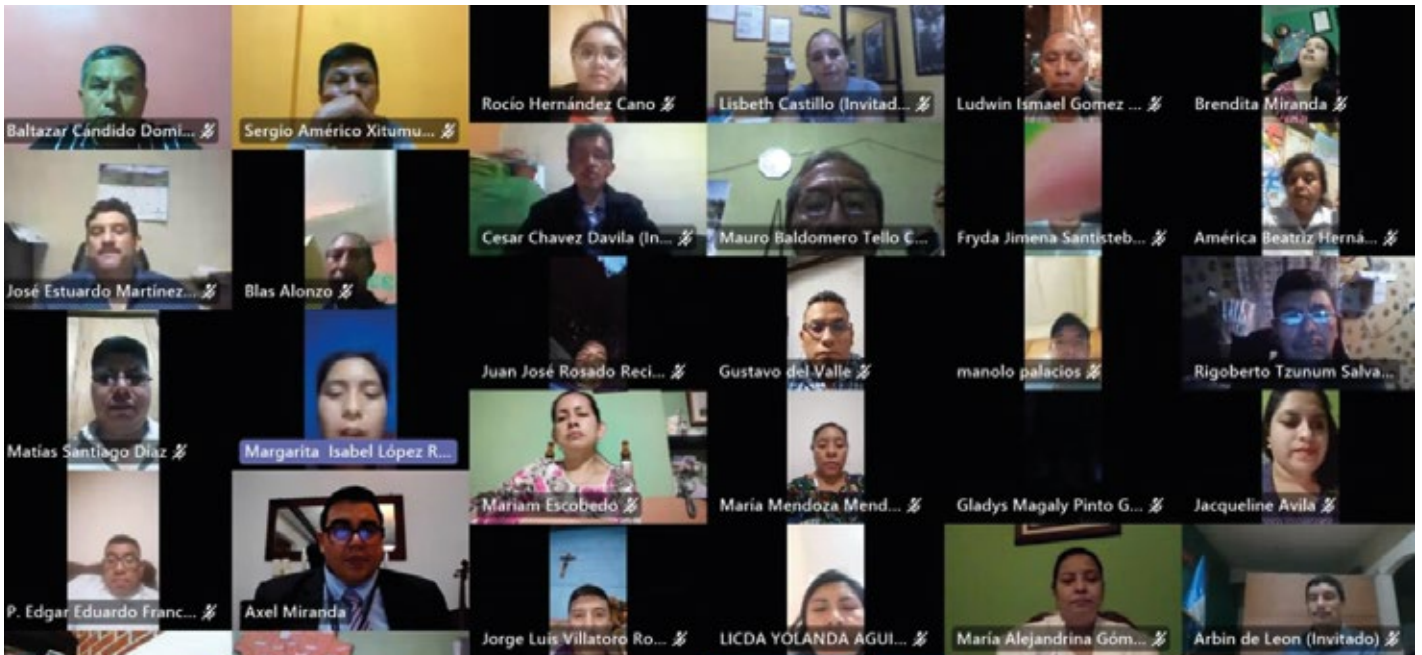 Baltazar Cándido Domi...
Sergio Américo Xitumu...
Rocío Hernández Cano
Lisbeth Castillo (Invitad...
Ludwin Ismael Gomez ...
Brendita Miranda
José Estuardo Martínez...
Blas Alonzo
Cesar Chavez Davila (In...
Mauro Baldomero Tello C...
Fryda Jimena Santisteb...
América Beatriz Herná...
Matías Santiago Díaz
Margarita Isabel López R...
Juan José Rosado Reci...
Gustavo del Valle
manolo palacios
Rigoberto Tzunum Salva...
Mariam Escobedo
María Mendoza Mend...
Gladys Magaly Pinto G...
Jacqueline Avila
P. Edgar Eduardo Franc...
Axel Miranda
Jorge Luis Villatoro Ro...
LICDA YOLANDA AGUI...
María Alejandrina Góm...
Arbin de Leon (Invitado)